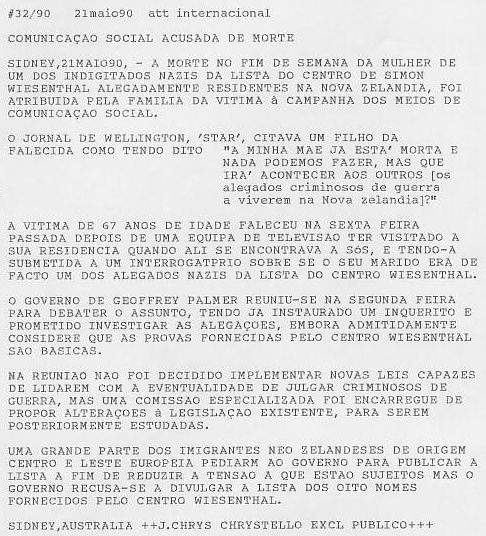 #32/90 21maio90 att internacional
COMUNICAÇAO SOCIAL ACUSADA DE MORTE
SIDNEY,21MAIO90, - A MORTE NO FIM DE SEMANA DA MULHER DE
UM DOS INDIGITADOS NAZIS DA LISTA DO CENTRO DE SIMON
WIESENTHAL ALEGADAMENTE RESIDENTES NA NOVA ZELANDIA, FOI
ATRIBUIDA PELA FAMILIA DA VITIMA à CAMPANHA DOS MEIOS DE
COMUNICAÇAO SOCIAL.
O JORNAL DE WELLINGTON, 'STAR', CITAVA UM FILHO DA
FALECIDA COMO TENDO DITO "A MINHA MAE JA ESTA' MORTA E
NADA PODEMOS FAZER, MAS QUE
IRA' ACONTECER AOS OUTROS [os
alegados criminosos de guerra
a viverem na Nova zelandia]?"
A VITIMA DE 67 ANOS DE IDADE FALECEU NA SEXTA FEIRA
PASSADA DEPOIS DE UMA EQUIPA DE TELEVISAO TER VISITADO A
SUA RESIDENCIA QUANDO ALI SE ENCONTRAVA A SóS, E TENDO-A
SUBMETIDA A UM INTERROGATPRIO SOBRE SE O SEU MARIDO ERA DE
FACTO UM DOS ALEGADOS NAZIS DA LISTA DO CENTRO WIESENTHAL.
O GOVERNO DE GEOFFREY PALMER REUNIU-SE NA SEGUNDA FEIRA
PARA DEBATER O ASSUNTO, TENDO JA INSTAURADO UM INQUERITO E
PROMETIDO INVESTIGAR AS ALEGAÇOES, EMBORA ADMITIDAMENTE
CONSIDERE QUE AS PROVAS FORNECIDAS PELO CENTRO WIESENTHAL
SAO BASICAS.
NA REUNIAO NAO FOI DECIDIDO IMPLEMENTAR NOVAS LEIS CAPAZES
DE LIDAREM COM A EVENTUALIDADE DE JULGAR CRIMINOSOS DE
GUERRA, MAS UMA COMISSAO ESPECIALIZADA FOI ENCARREGUE DE
PROPOR ALTERAÇOES à LEGISLAÇAO EXISTENTE, PARA SEREM
POSTERIORMENTE ESTUDADAS.
UMA GRANDE PARTE DOS IMIGRANTES NEO ZELANDESES DE ORIGEM
CENTRO E LESTE EUROPEIA PEDIARM AO GOVERNO PARA PUBLICAR A
LISTA A FIM DE REDUZIR A TENSAO A QUE ESTAO SUJEITOS MAS O
GOVERNO RECUSA-SE A DIVULGAR A LISTA DOS OITO NOMES
FORNECIDOS PELO CENTRO WIESENTHAL.
SIDNEY,AUSTRALIA ++J.CHRYS CHRYSTELLO EXCL PUBLICO+++